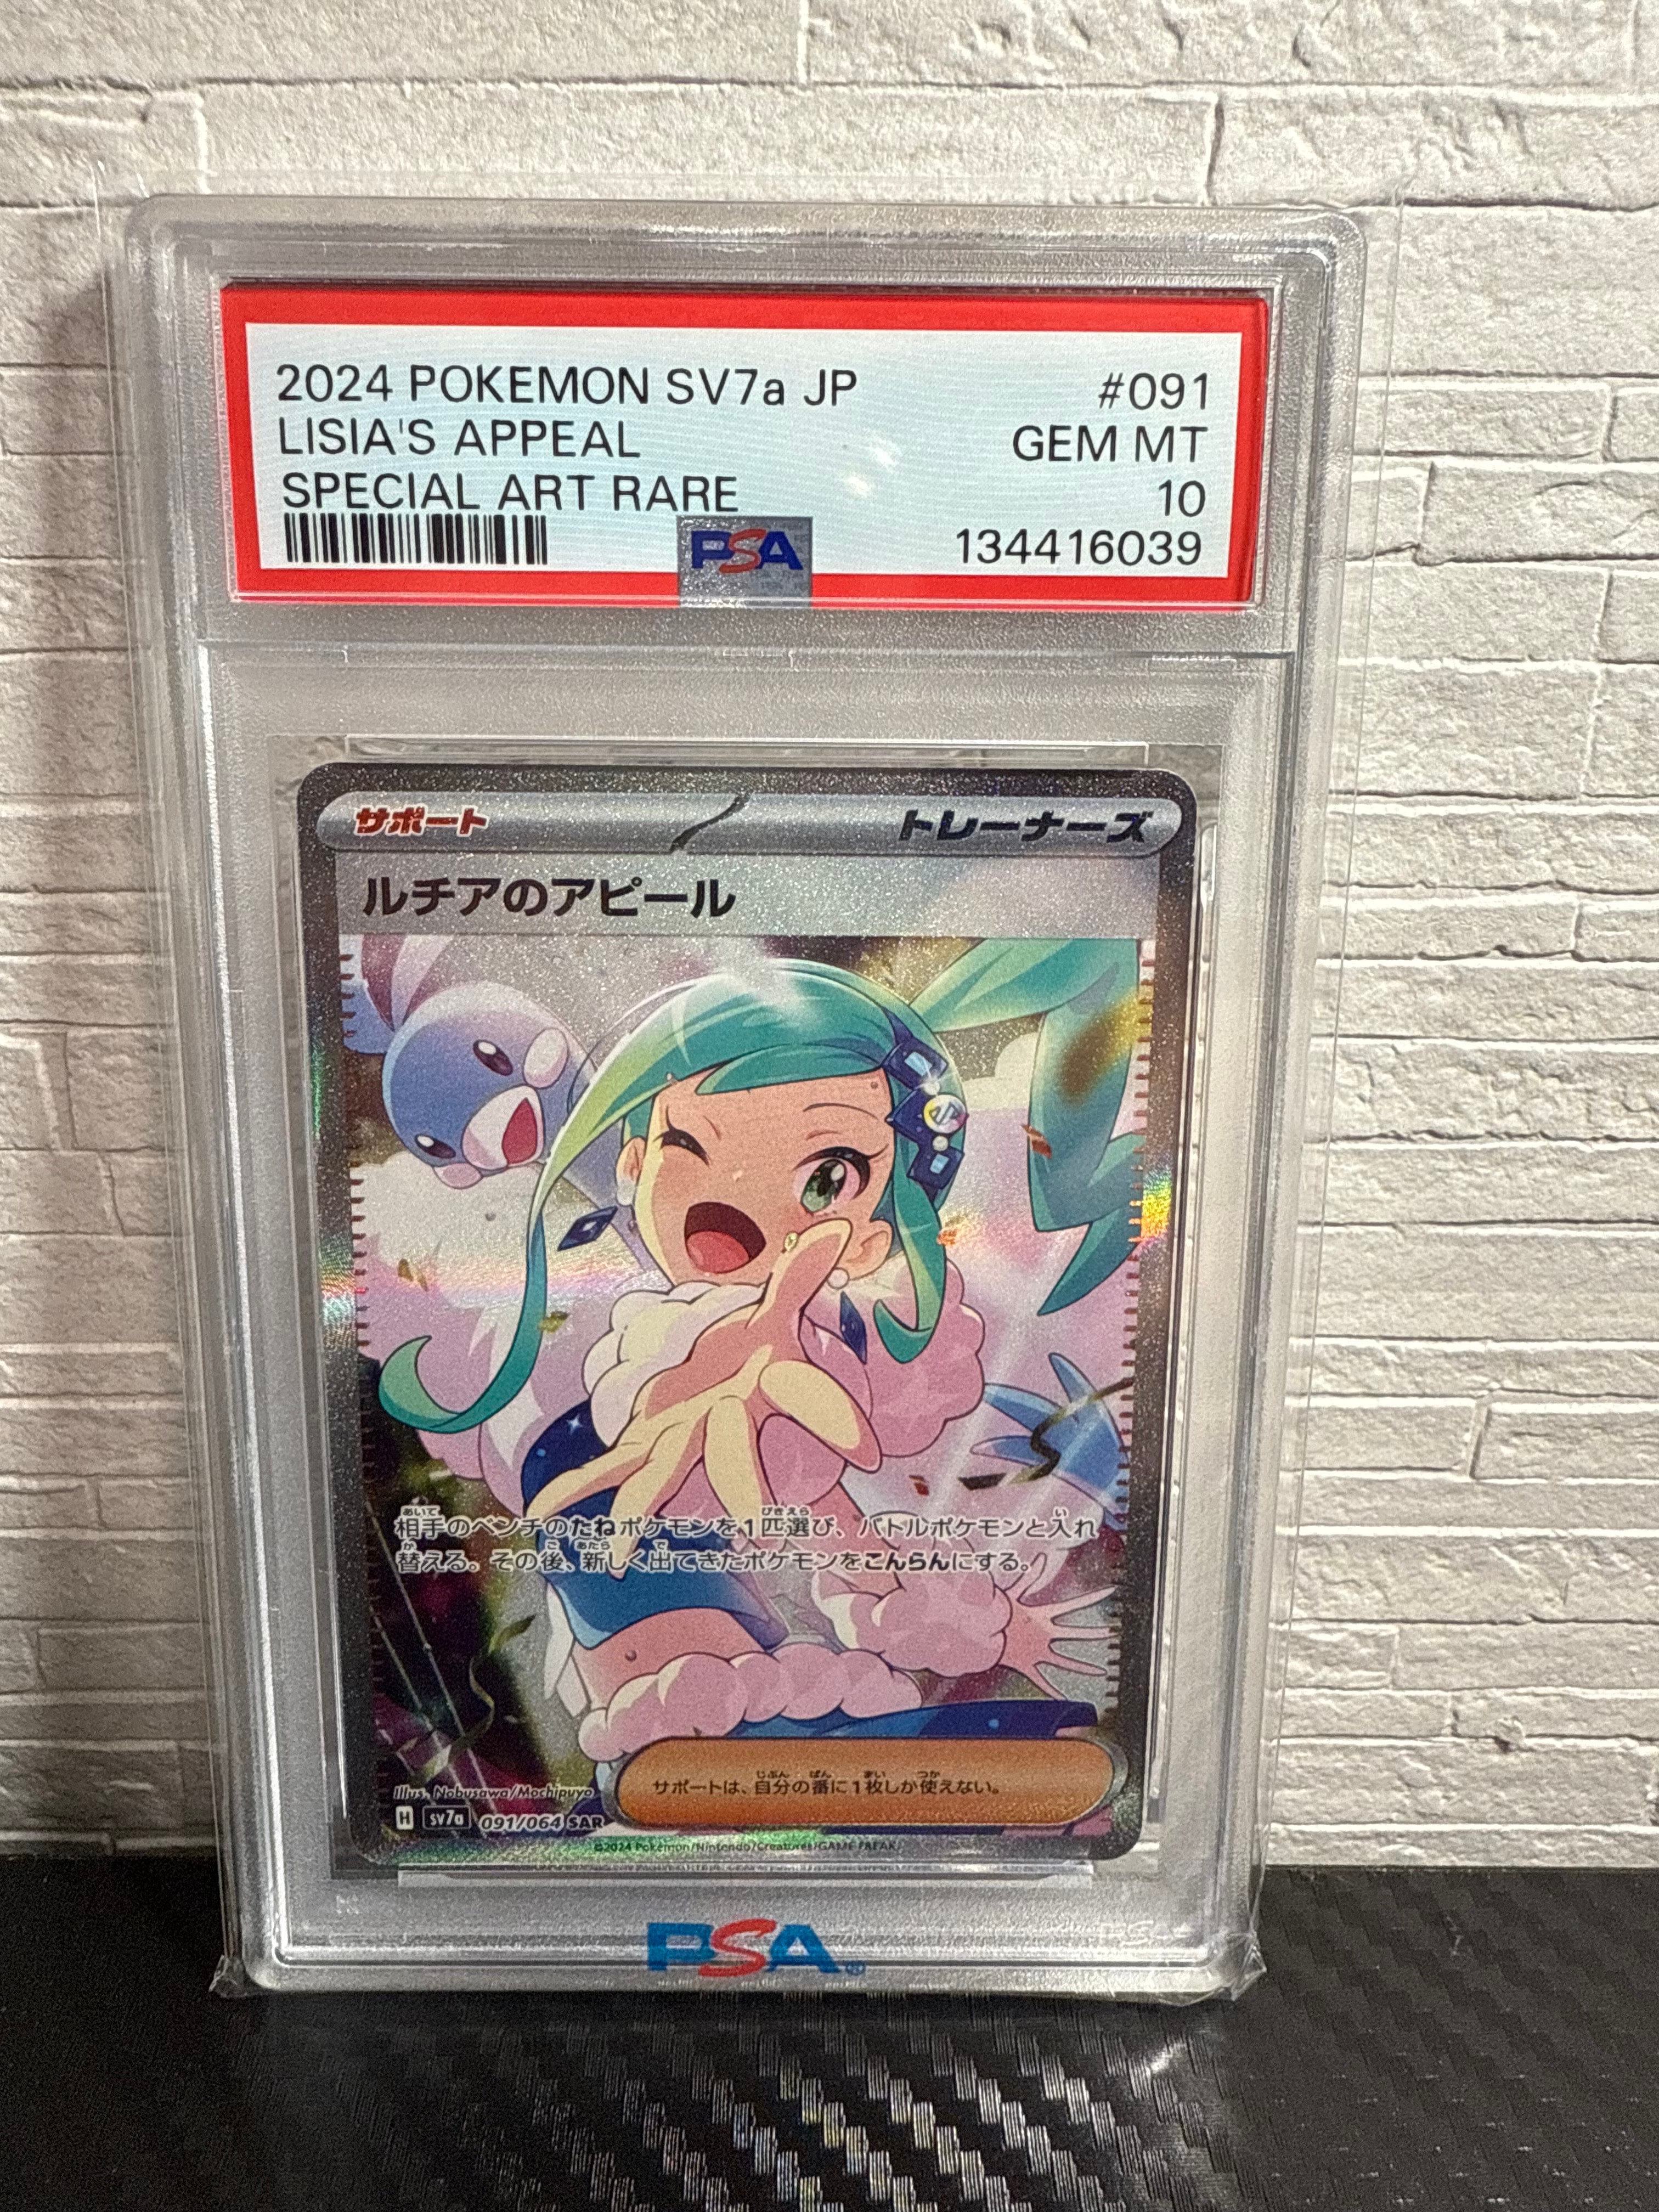 2024 POKEMON SV7a JP #091
LISIA'S APPEAL GEM MT
SPECIAL ART RARE 10
PSA 134416039
サポート トレーナーズ
ルチアのアピール
相手のベンチのたねポケモンを1匹選び、バトルポケモンと入れ
替える。その後、新しく出てきたポケモンをこんらんにする。
サポートは、自分の番に1枚しか使えない。
Illus. Nobusawa/Mochipuyo
H sv7a 091/064 SAR
©2024 Pokémon/Nintendo/Creatures/GAME FREAK
PSA®